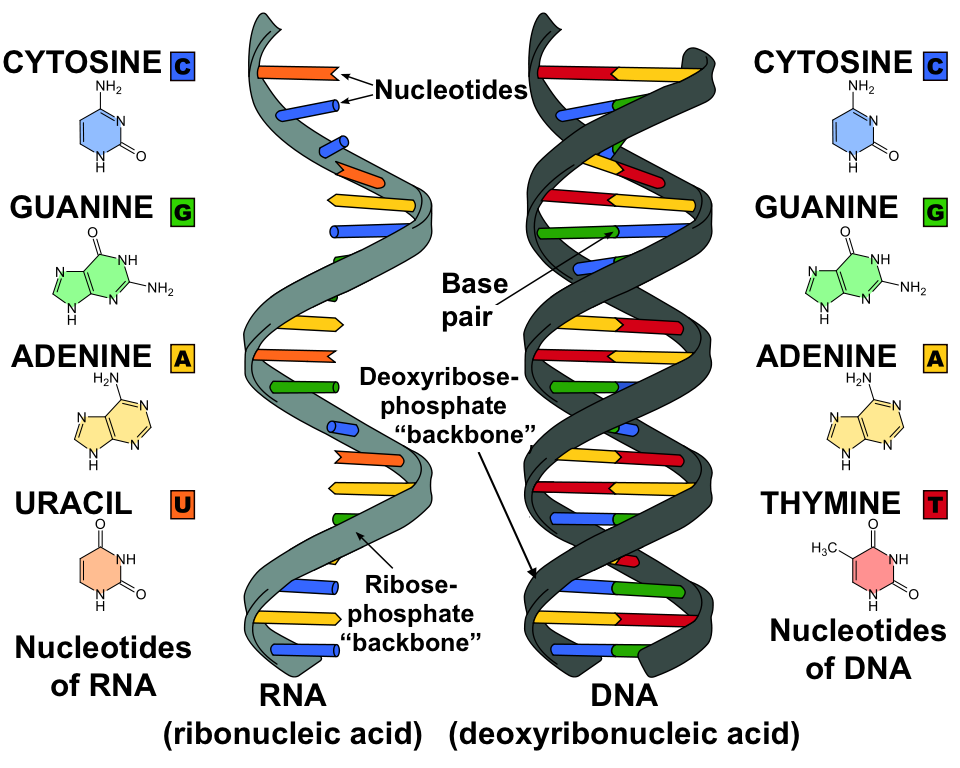 CYTOSINE C
NH₂
N
N
H
O
GUANINE G
O
N
NH
N
H
N
NH₂
ADENINE A
H₂N
N
N
N
H
N
URACIL U
O
NH
N
H
O
Nucleotides
of RNA
Nucleotides
Base
pair
Deoxyribose-
phosphate
“backbone”
Ribose-
phosphate
“backbone”
RNA
(ribonucleic acid)
DNA
(deoxyribonucleic acid)
CYTOSINE C
NH₂
N
N
H
O
GUANINE G
O
N
NH
N
H
N
NH₂
ADENINE A
H₂N
N
N
N
H
N
THYMINE T
O
H₃C
NH
N
H
O
Nucleotides
of DNA